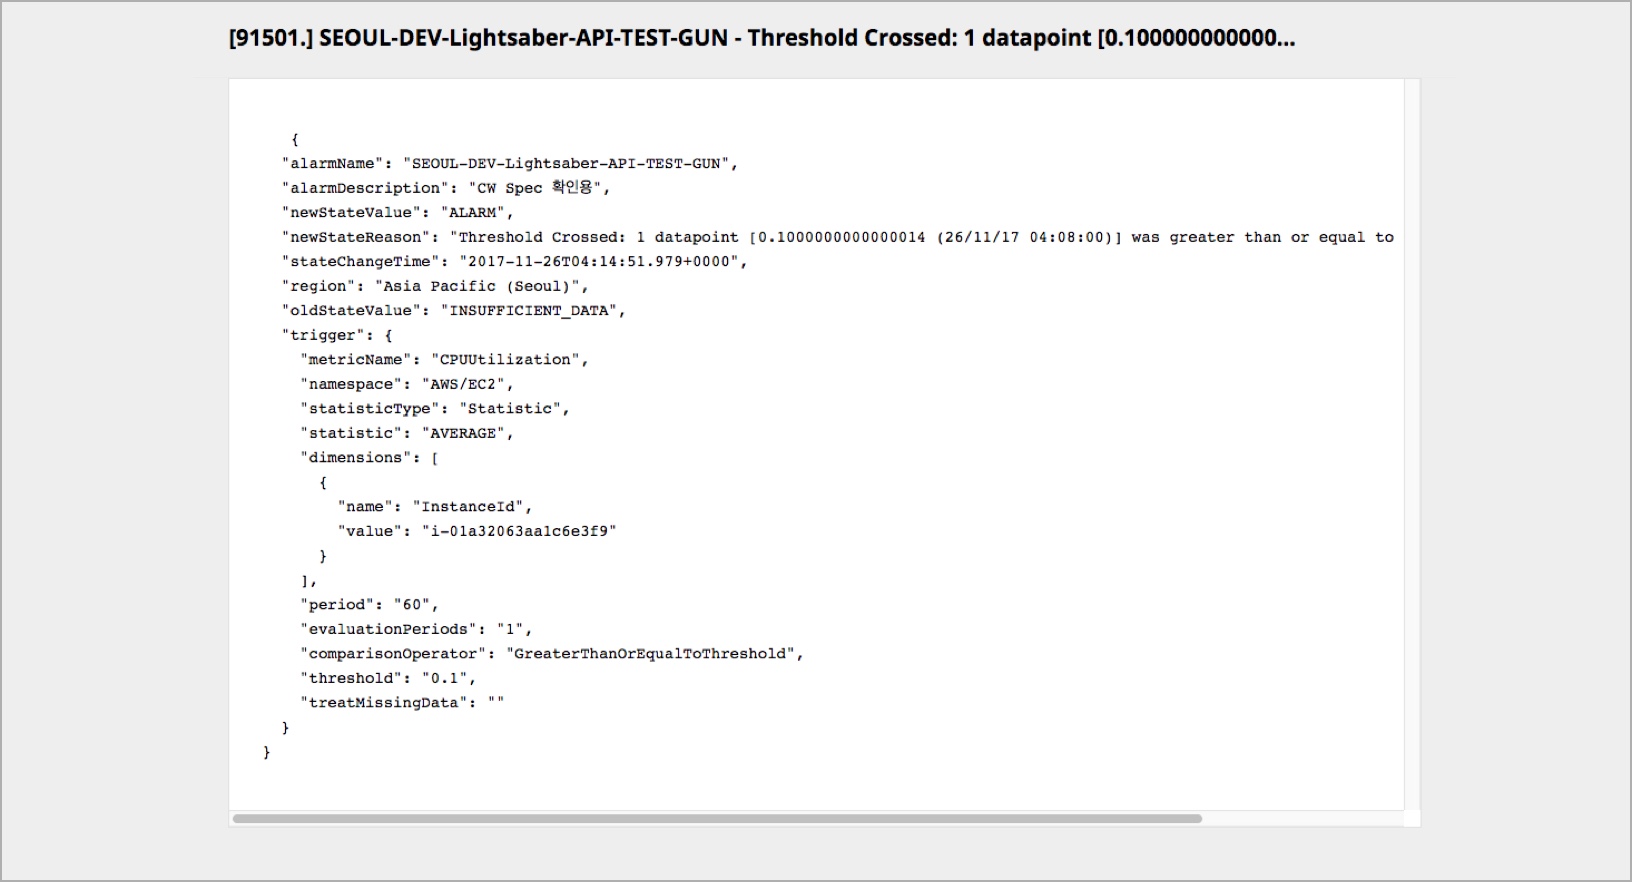 [91501.] SEOUL-DEV-Lightsaber-API-TEST-GUN - Threshold Crossed: 1 datapoint [0.100000000000...
{
"alarmName": "SEOUL-DEV-Lightsaber-API-TEST-GUN",
"alarmDescription": "CW Spec 확인용",
"newStateValue": "ALARM",
"newStateReason": "Threshold Crossed: 1 datapoint [0.1000000000000014 (26/11/17 04:08:00)] was greater than or equal to
"stateChangeTime": "2017-11-26T04:14:51.979+0000",
"region": "Asia Pacific (Seoul)",
"oldStateValue": "INSUFFICIENT_DATA",
"trigger": {
"metricName": "CPUUtilization",
"namespace": "AWS/EC2",
"statisticType": "Statistic",
"statistic": "AVERAGE",
"dimensions": [
{
"name": "InstanceId",
"value": "i-01a32063aa1c6e3f9"
}
],
"period": "60",
"evaluationPeriods": "1",
"comparisonOperator": "GreaterThanOrEqualToThreshold",
"threshold": "0.1",
"treatMissingData": ""
}
}